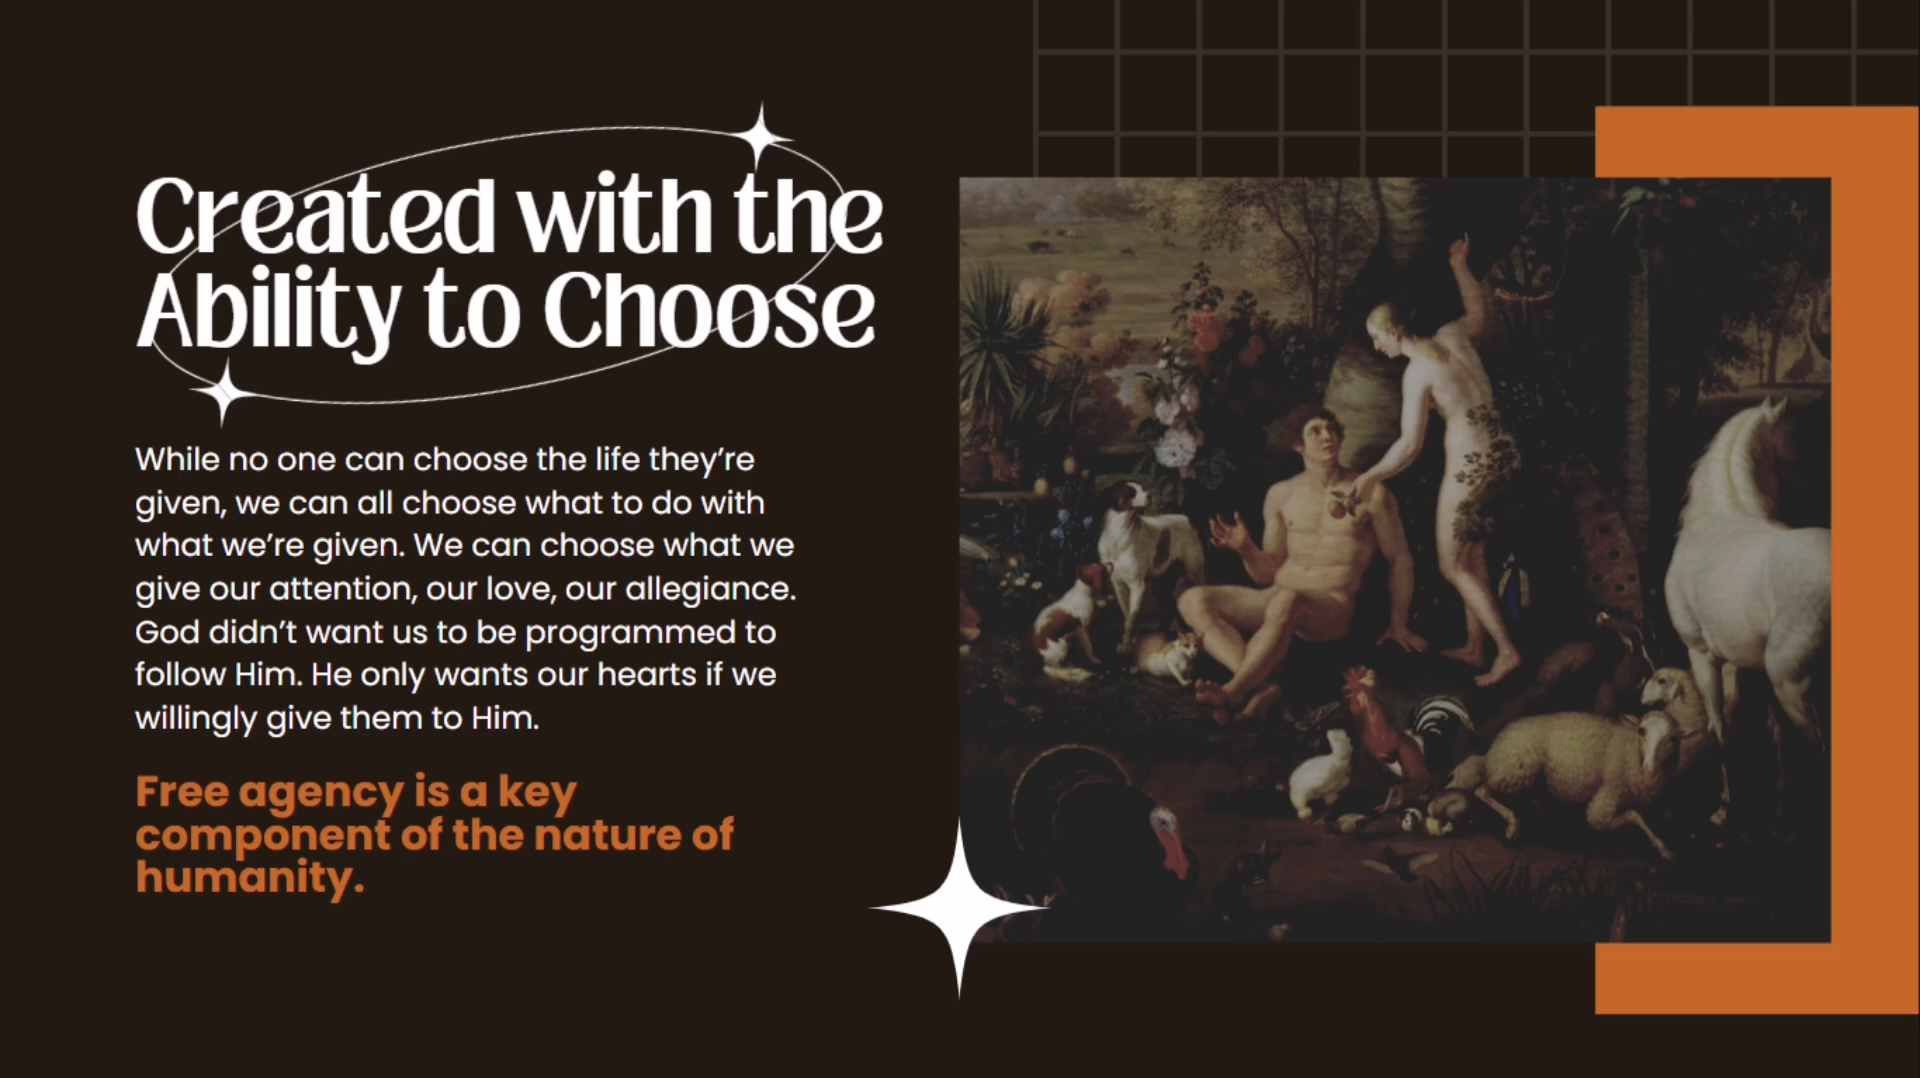 Created with the
Ability to Choose
While no one can choose the life they’re
given, we can all choose what to do with
what we’re given. We can choose what we
give our attention, our love, our allegiance.
God didn’t want us to be programmed to
follow Him. He only wants our hearts if we
willingly give them to Him.
Free agency is a key
component of the nature of
humanity.